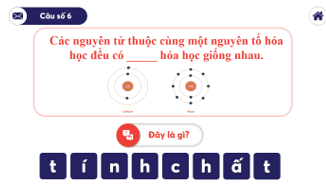 Câu số 6
Các nguyên tử thuộc cùng một nguyên tố hóa
học đều có _____ hóa học giống nhau.
Đây là gì?
t í n h c h ấ t